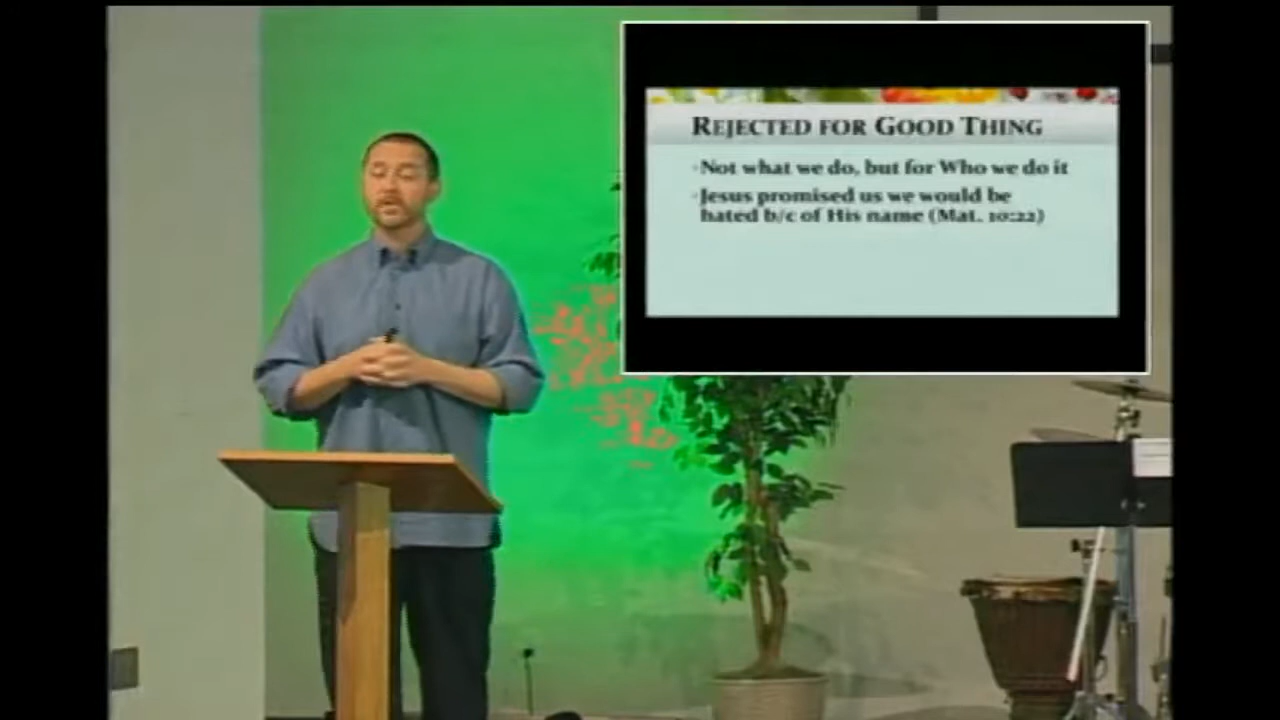 REJECTED FOR GOOD THING
Not what we do, but for Who we do it
Jesus promised us we would be
hated b/c of His name (Mat. 10:22)